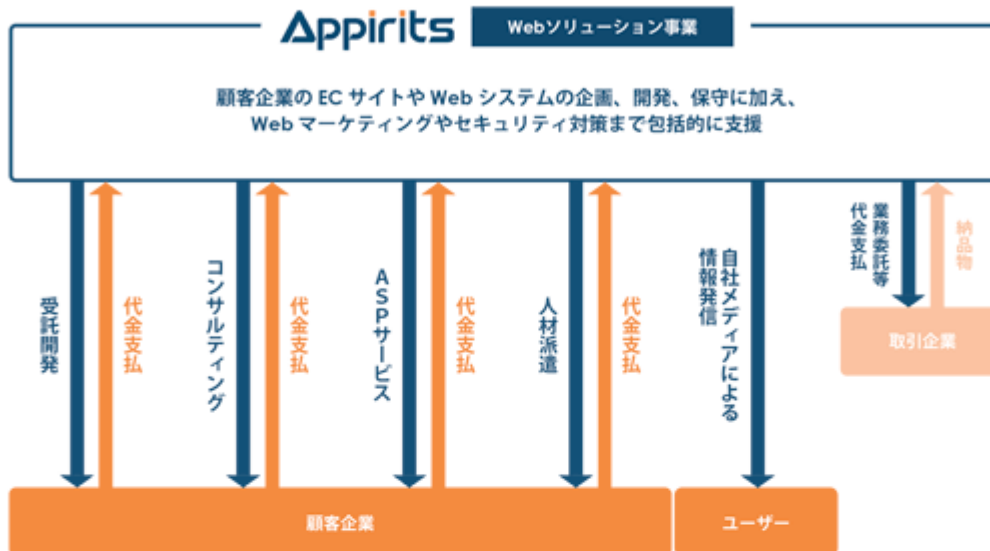 Appirits
Webソリューション事業
顧客企業の EC サイトや Web システムの企画、開発、保守に加え、
Web マーケティングやセキュリティ対策まで包括的に支援
受託開発
代金支払
コンサルティング
代金支払
ASPサービス
代金支払
人材派遣
代金支払
自社メディアによる
情報発信
業務委託等
代金支払
納品物
取引企業
顧客企業
ユーザー